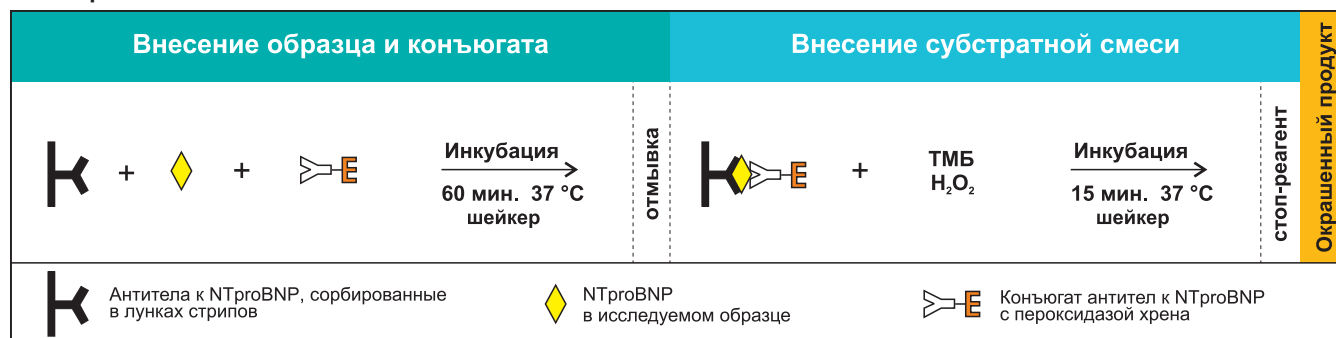 Внесение образца и конъюгата
Внесение субстратной смеси
Окрашенный продукт
+
+
E
Инкубация
60 мин. 37 °C
шейкер
отмывка
E
+
ТМБ
H₂O₂
Инкубация
15 мин. 37 °C
шейкер
стоп-реагент
Антитела к NTproBNP, сорбированные
в лунках стрипов
NTproBNP
в исследуемом образце
E
Конъюгат антител к NTproBNP
с пероксидазой хрена